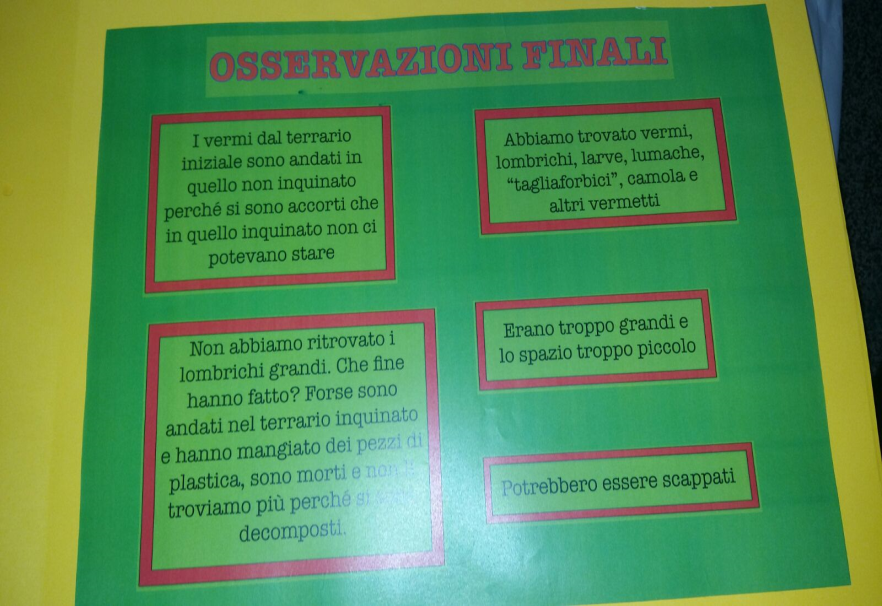 OSSERVAZIONI FINALI
I vermi dal terrario
iniziale sono andati in
quello non inquinato
perché si sono accorti che
in quello inquinato non ci
potevano stare
Abbiamo trovato vermi,
lombrichi, larve, lumache,
“tagliaforbici”, camola e
altri vermetti
Non abbiamo ritrovato i
lombrichi grandi. Che fine
hanno fatto? Forse sono
andati nel terrario inquinato
e hanno mangiato dei pezzi di
plastica, sono morti e non
troviamo più perché si
decomposti.
Erano troppo grandi e
lo spazio troppo piccolo
Potrebbero essere scappati